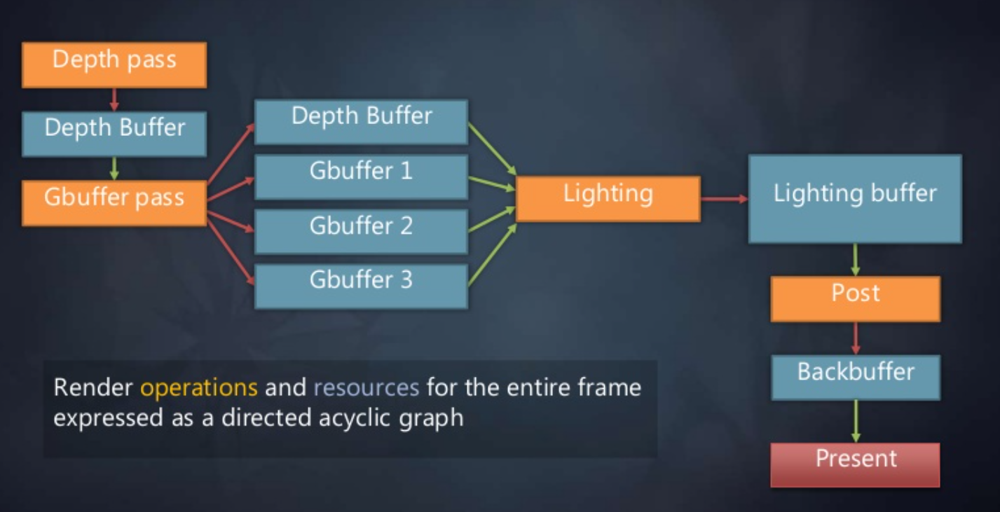 Depth pass
Depth Buffer
Gbuffer pass
Depth Buffer
Gbuffer 1
Gbuffer 2
Gbuffer 3
Lighting
Lighting buffer
Post
Backbuffer
Present
Render operations and resources for the entire frame
expressed as a directed acyclic graph